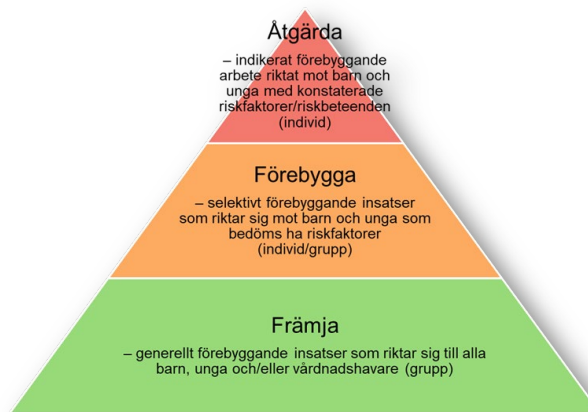 Åtgärda
– indikerat förebyggande
arbete riktat mot barn och
unga med konstaterade
riskfaktorer/riskbeteenden
(individ)
Förebygga
– selektivt förebyggande insatser
som riktar sig mot barn och unga som
bedöms ha riskfaktorer
(individ/grupp)
Främja
– generellt förebyggande insatser som riktar sig till alla
barn, unga och/eller vårdnadshavare (grupp)